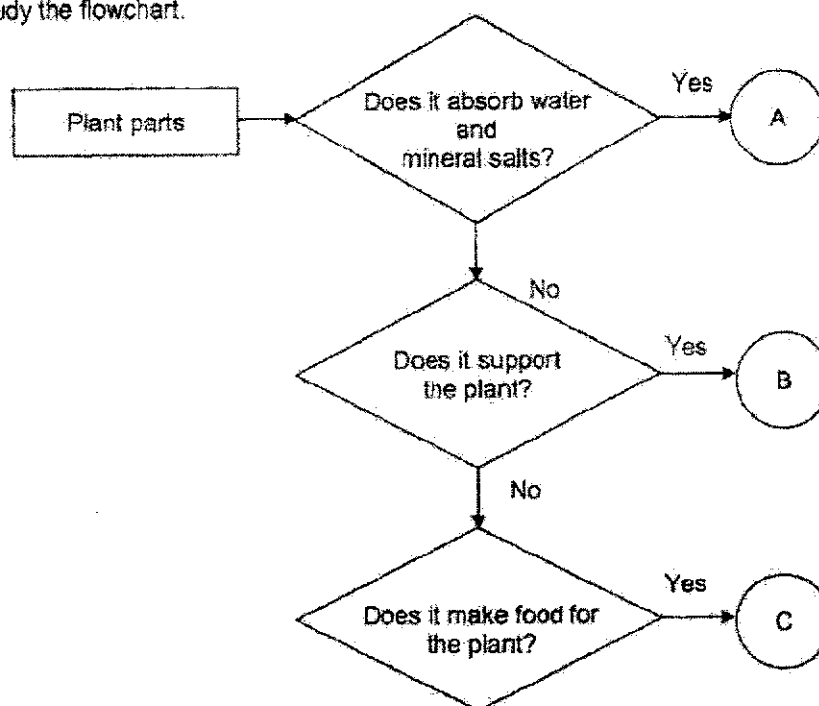 udy the flowchart.
Plant parts
Does it absorb water
and
mineral salts?
Yes
A
No
Does it support
the plant?
Yes
B
No
Does it make food for
the plant?
Yes
C